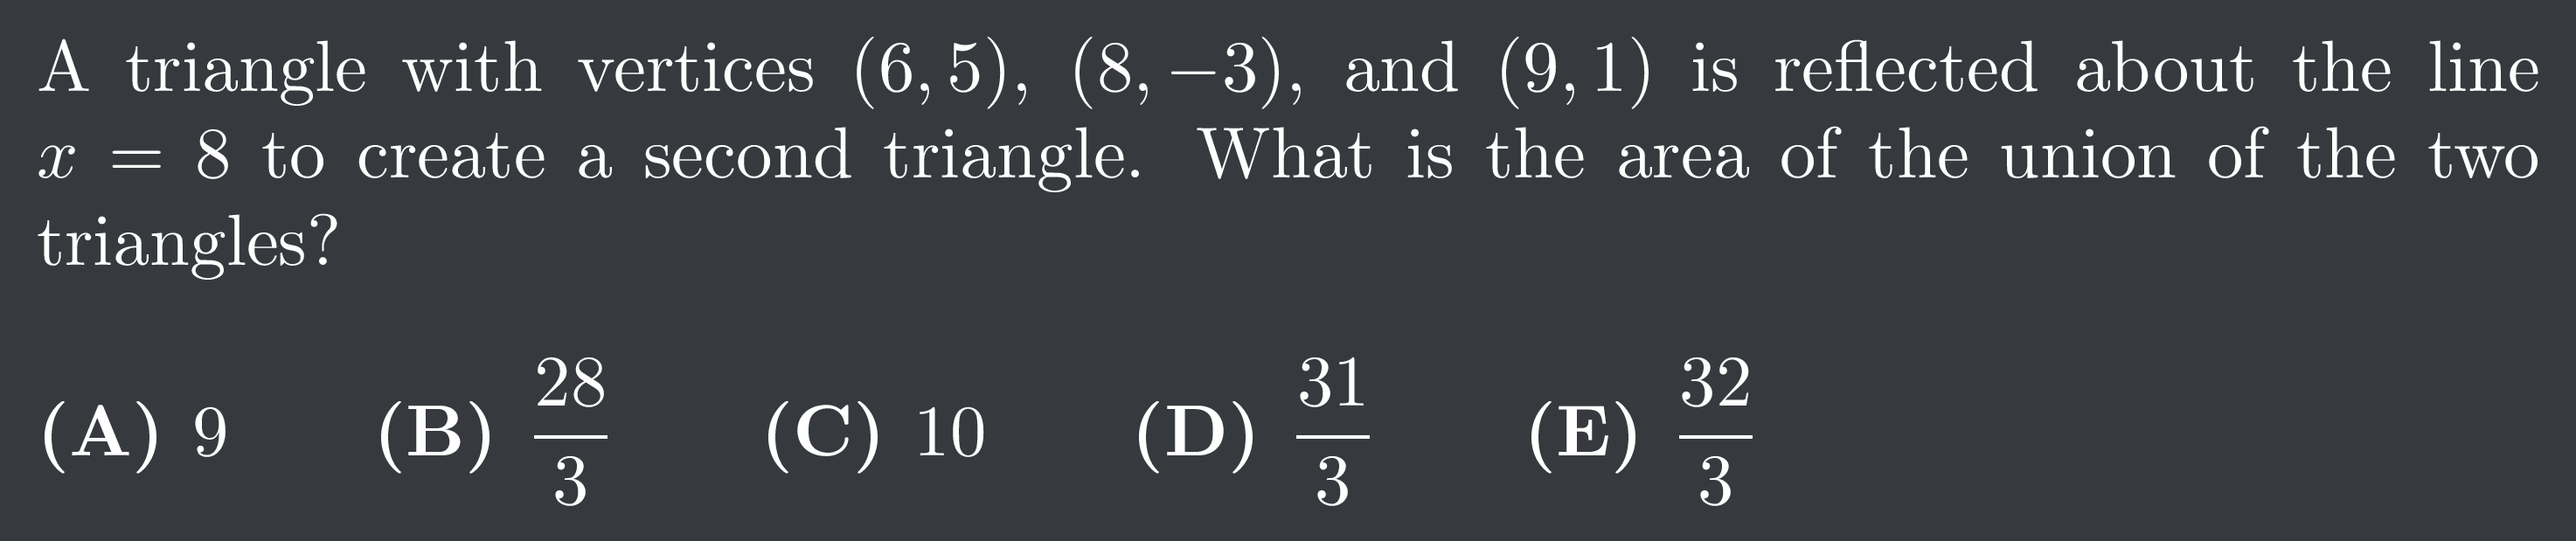 A triangle with vertices (6, 5), (8, −3), and (9, 1) is reflected about the line
x = 8 to create a second triangle. What is the area of the union of the two
triangles?
(A) 9 (B) 28/3 (C) 10 (D) 31/3 (E) 32/3